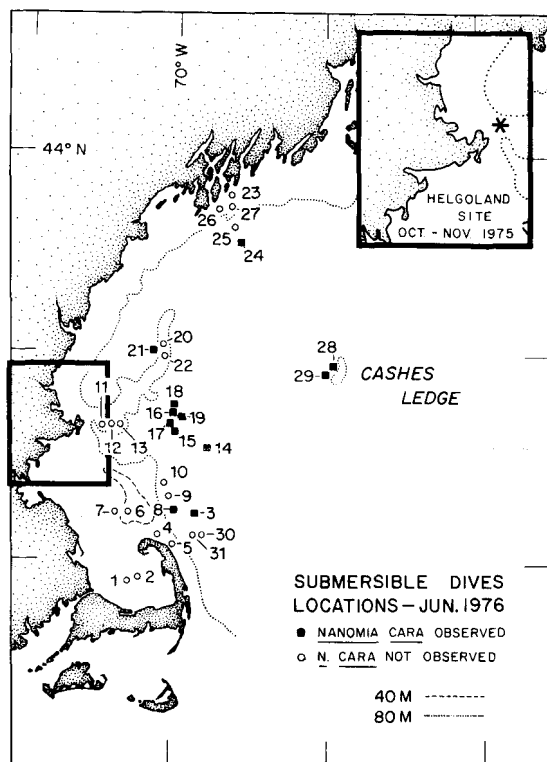 70° W
44° N
HELGOLAND
SITE
OCT - NOV. 1975
23
26
27
25
24
20
21
22
28
29
CASHES
LEDGE
11
18
16
19
17
15
12
13
14
10
9
7
6
8
3
4
5
30
31
1
2
SUBMERSIBLE DIVES
LOCATIONS - JUN. 1976
NANOMIA CARA OBSERVED
N. CARA NOT OBSERVED
40 M
80 M